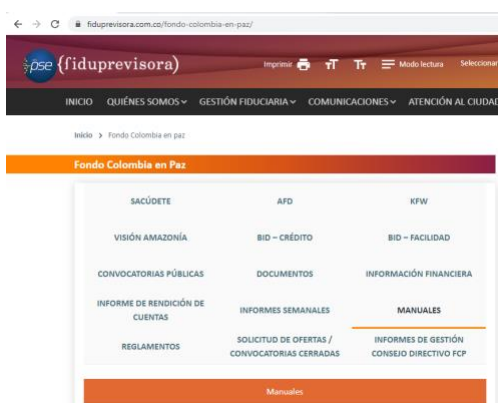 fiduprevisora.com.co/fondo-colombia-en-paz/
pse {fiduprevisora)
Imprimir TT Tт Modo lectura Seleccionar
INICIO QUIÉNES SOMOS GESTIÓN FIDUCIARIA COMUNICACIONES ATENCIÓN AL CIUDAD
Inicio > Fondo Colombia en paz
Fondo Colombia en Paz
SACÚDETE AFD KFW
VISIÓN AMAZONÍA BID – CRÉDITO BID – FACILIDAD
CONVOCATORIAS PÚBLICAS DOCUMENTOS INFORMACIÓN FINANCIERA
INFORME DE RENDICIÓN DE
CUENTAS
INFORMES SEMANALES MANUALES
REGLAMENTOS
SOLICITUD DE OFERTAS /
CONVOCATORIAS CERRADAS
INFORMES DE GESTIÓN
CONSEJO DIRECTIVO FCP
Manuales